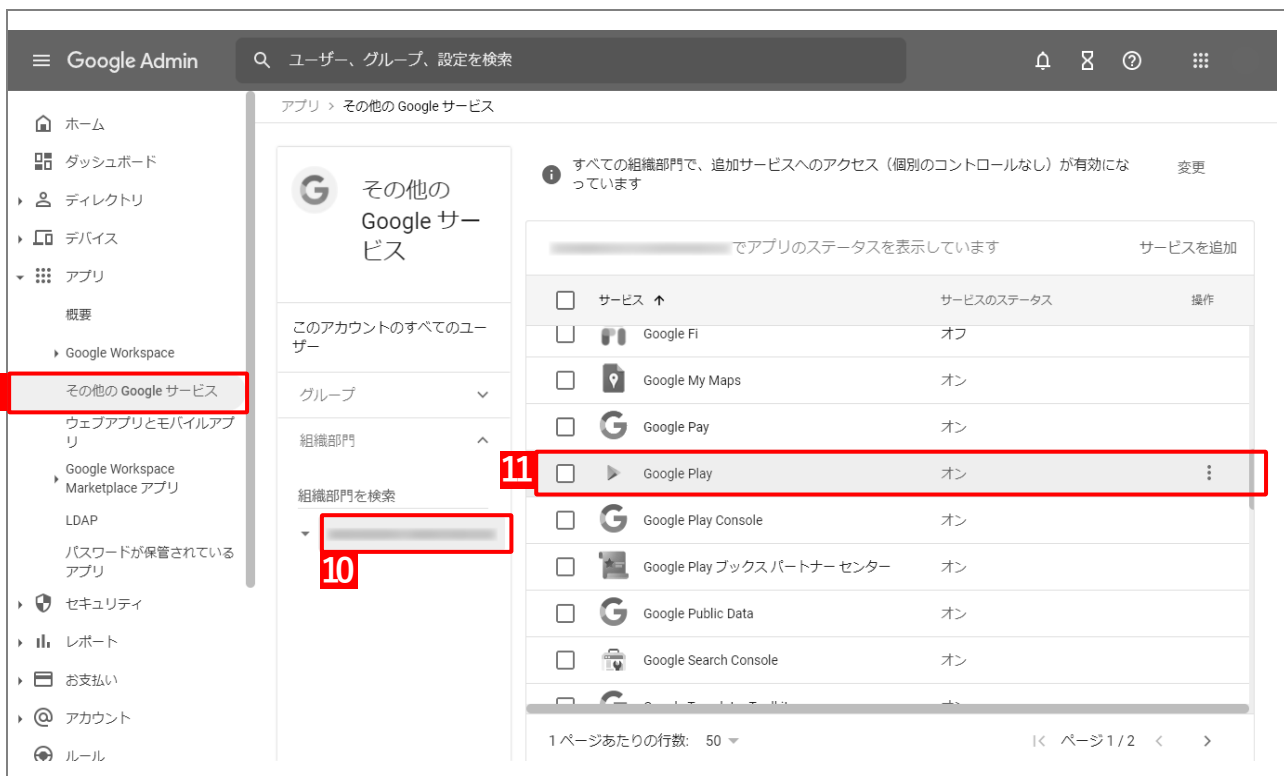 Google Admin
ユーザー、グループ、設定を検索
ホーム
ダッシュボード
ディレクトリ
デバイス
アプリ
概要
Google Workspace
その他の Google サービス
ウェブアプリとモバイルアプ
リ
Google Workspace
Marketplace アプリ
LDAP
パスワードが保管されている
アプリ
セキュリティ
レポート
お支払い
アカウント
ルール
アプリ > その他の Google サービス
その他の
Google サー
ビス
このアカウントのすべてのユー
ザー
グループ
組織部門
組織部門を検索
10
すべての組織部門で、追加サービスへのアクセス（個別のコントロールなし）が有効にな
っています
変更
でアプリのステータスを表示しています
サービスを追加
サービス サービスのステータス 操作
Google Fi オフ
Google My Maps オン
Google Pay オン
11 Google Play オン
Google Play Console オン
Google Play ブックス パートナー センター オン
Google Public Data オン
Google Search Console オン
1 ページあたりの行数: 50
ページ 1 / 2